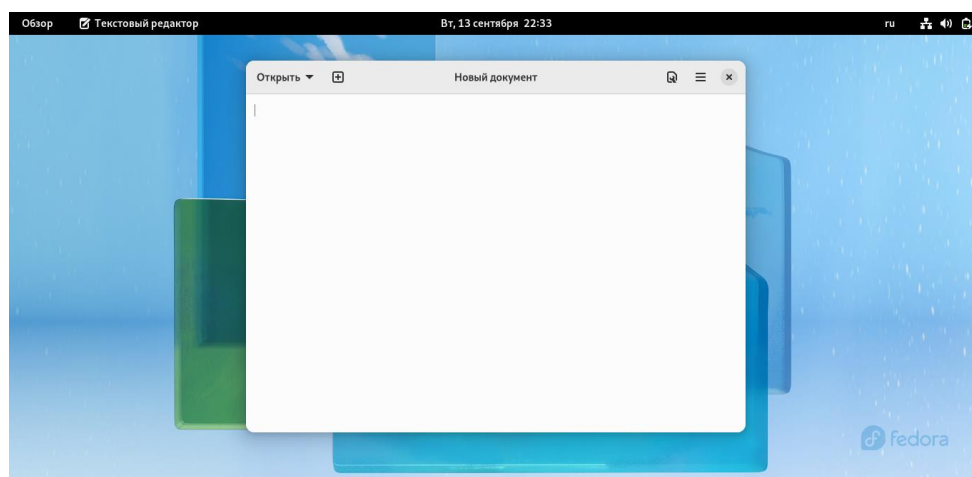 Обзор Текстовый редактор Вт, 13 сентября 22:33 ru
Открыть Новый документ
fedora